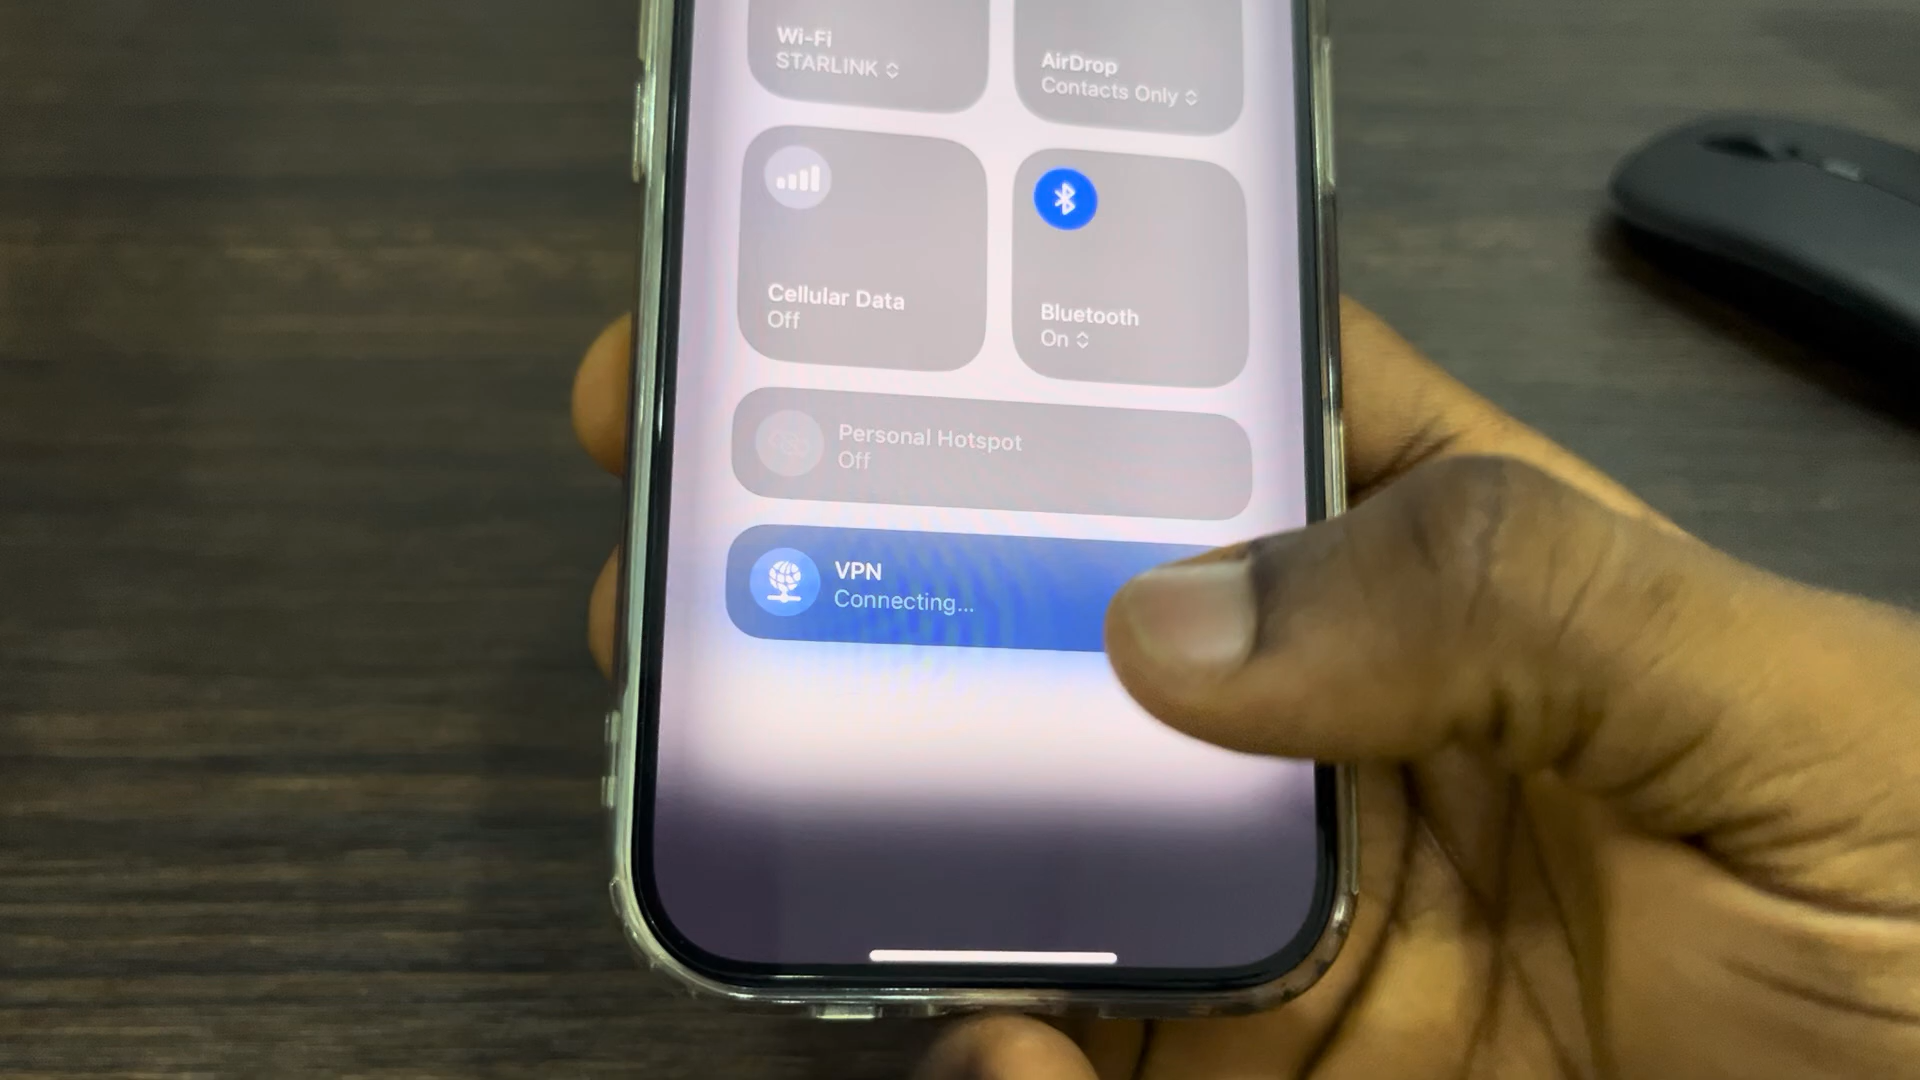 Wi-Fi
STARLINK
AirDrop
Contacts Only
Cellular Data
Off
Bluetooth
On
Personal Hotspot
Off
VPN
Connecting...